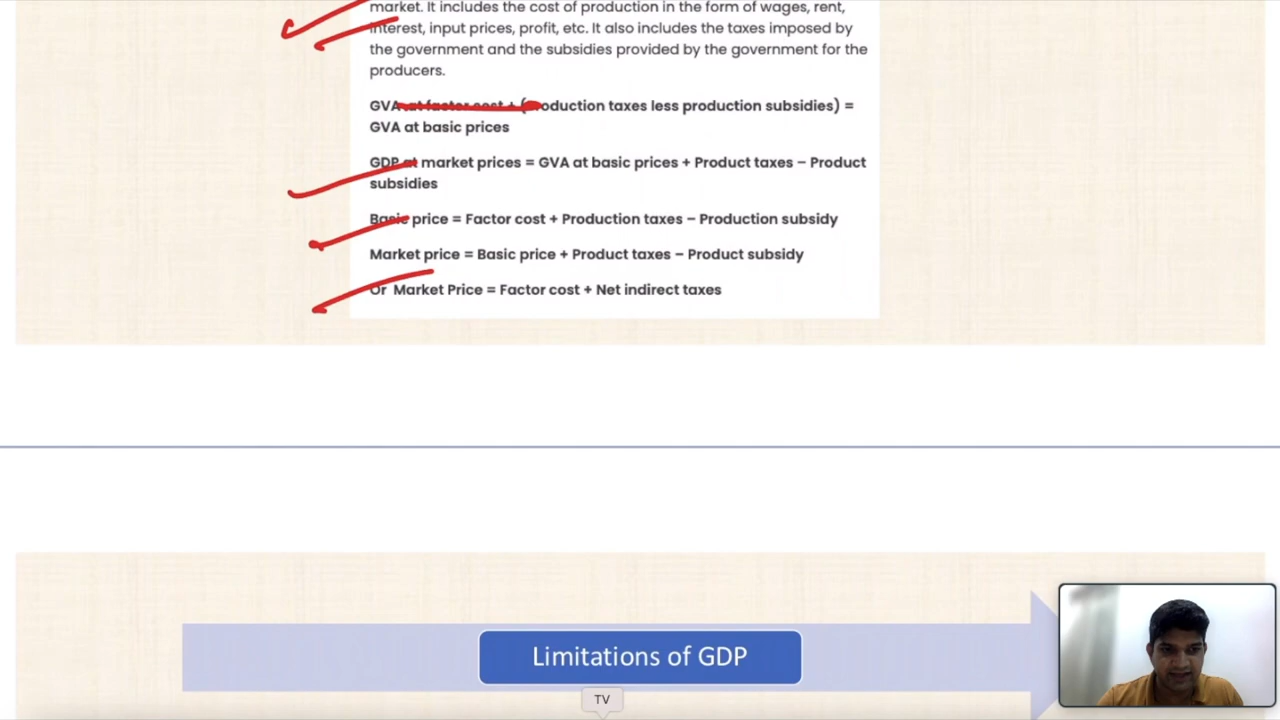 market. It includes the cost of production in the form of wages, rent,
interest, input prices, profit, etc. It also includes the taxes imposed by
the government and the subsidies provided by the government for the
producers.
GVA at factor cost + (production taxes less production subsidies) =
GVA at basic prices
GDP at market prices = GVA at basic prices + Product taxes – Product
subsidies
Basic price = Factor cost + Production taxes – Production subsidy
Market price = Basic price + Product taxes – Product subsidy
Or Market Price = Factor cost + Net indirect taxes
Limitations of GDP
TV